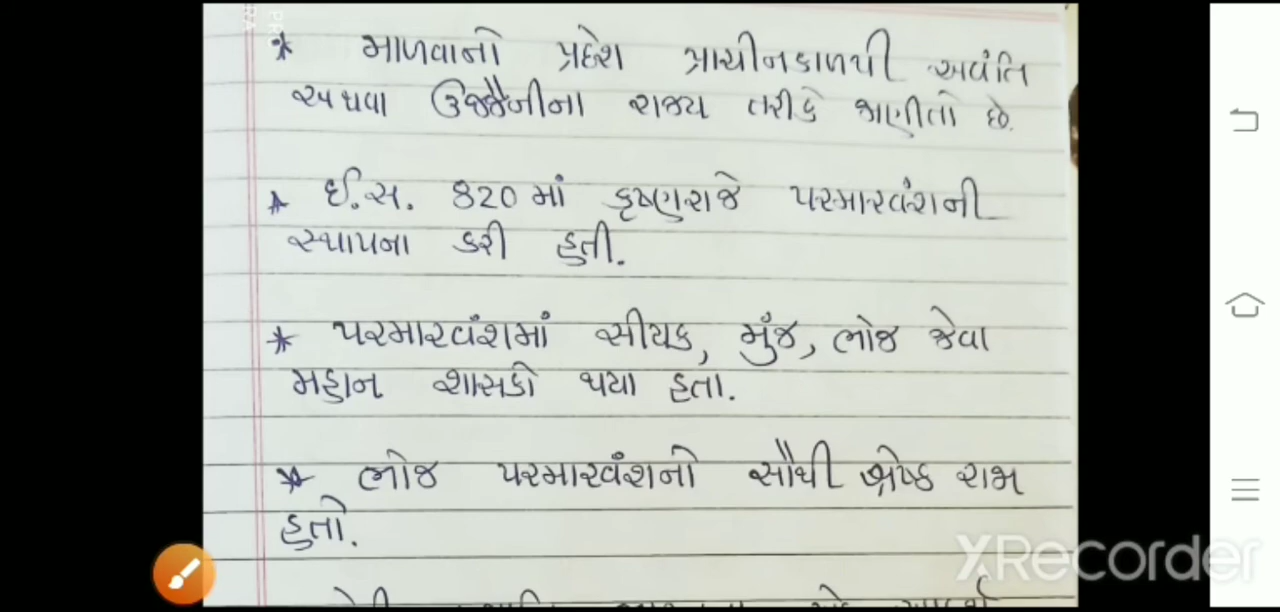 * માળવાનો પ્રદેશ પ્રાચીનકાળથી અવંતિ
અથવા ઉજ્જૈનીના રાજ્ય તરીકે જાણીતો છે.
* ઈ.સ. 820 માં કૃષ્ણરાજે પરમારવંશની
સ્થાપના કરી હતી.
* પરમારવંશમાં સીયક, મુંજ, ભોજ જેવા
મહાન શાસકો થયા હતા.
* ભોજ પરમારવંશનો સૌથી શ્રેષ્ઠ રાજા
હતો.
XRecorder